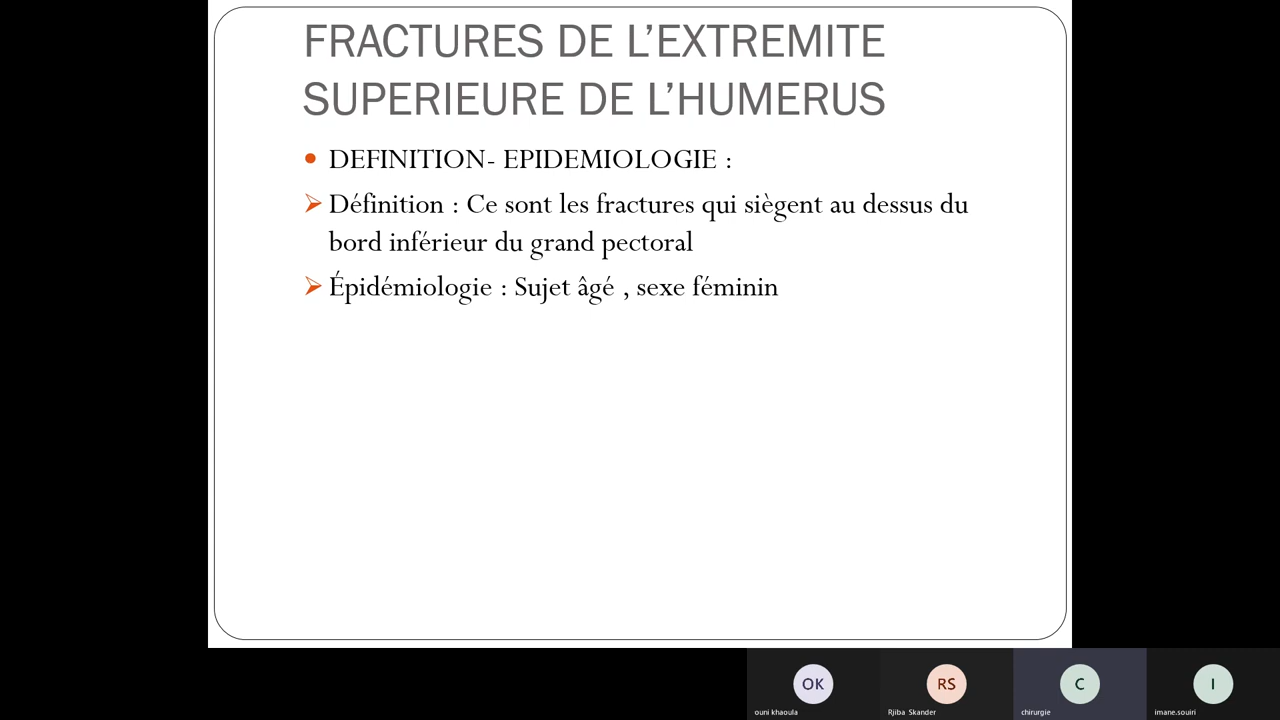 FRACTURES DE L’EXTREMITE
SUPERIEURE DE L’HUMERUS
DEFINITION- EPIDEMIOLOGIE :
Définition : Ce sont les fractures qui siègent au dessus du
bord inférieur du grand pectoral
Épidémiologie : Sujet âgé , sexe féminin
OK
RS
C
I
ouni khaoula
Rjiba Skander
chirurgie
imane.souiri